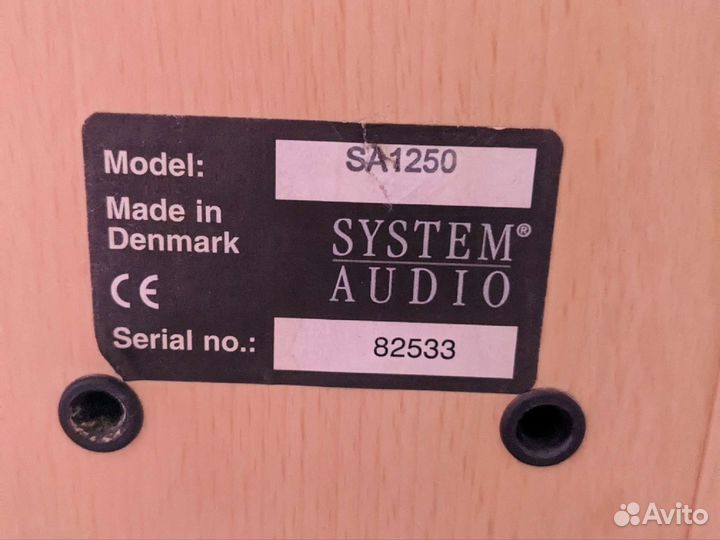 Model: SA1250
Made in
Denmark
CE
SYSTEM®
AUDIO
Serial no.: 82533
Avito